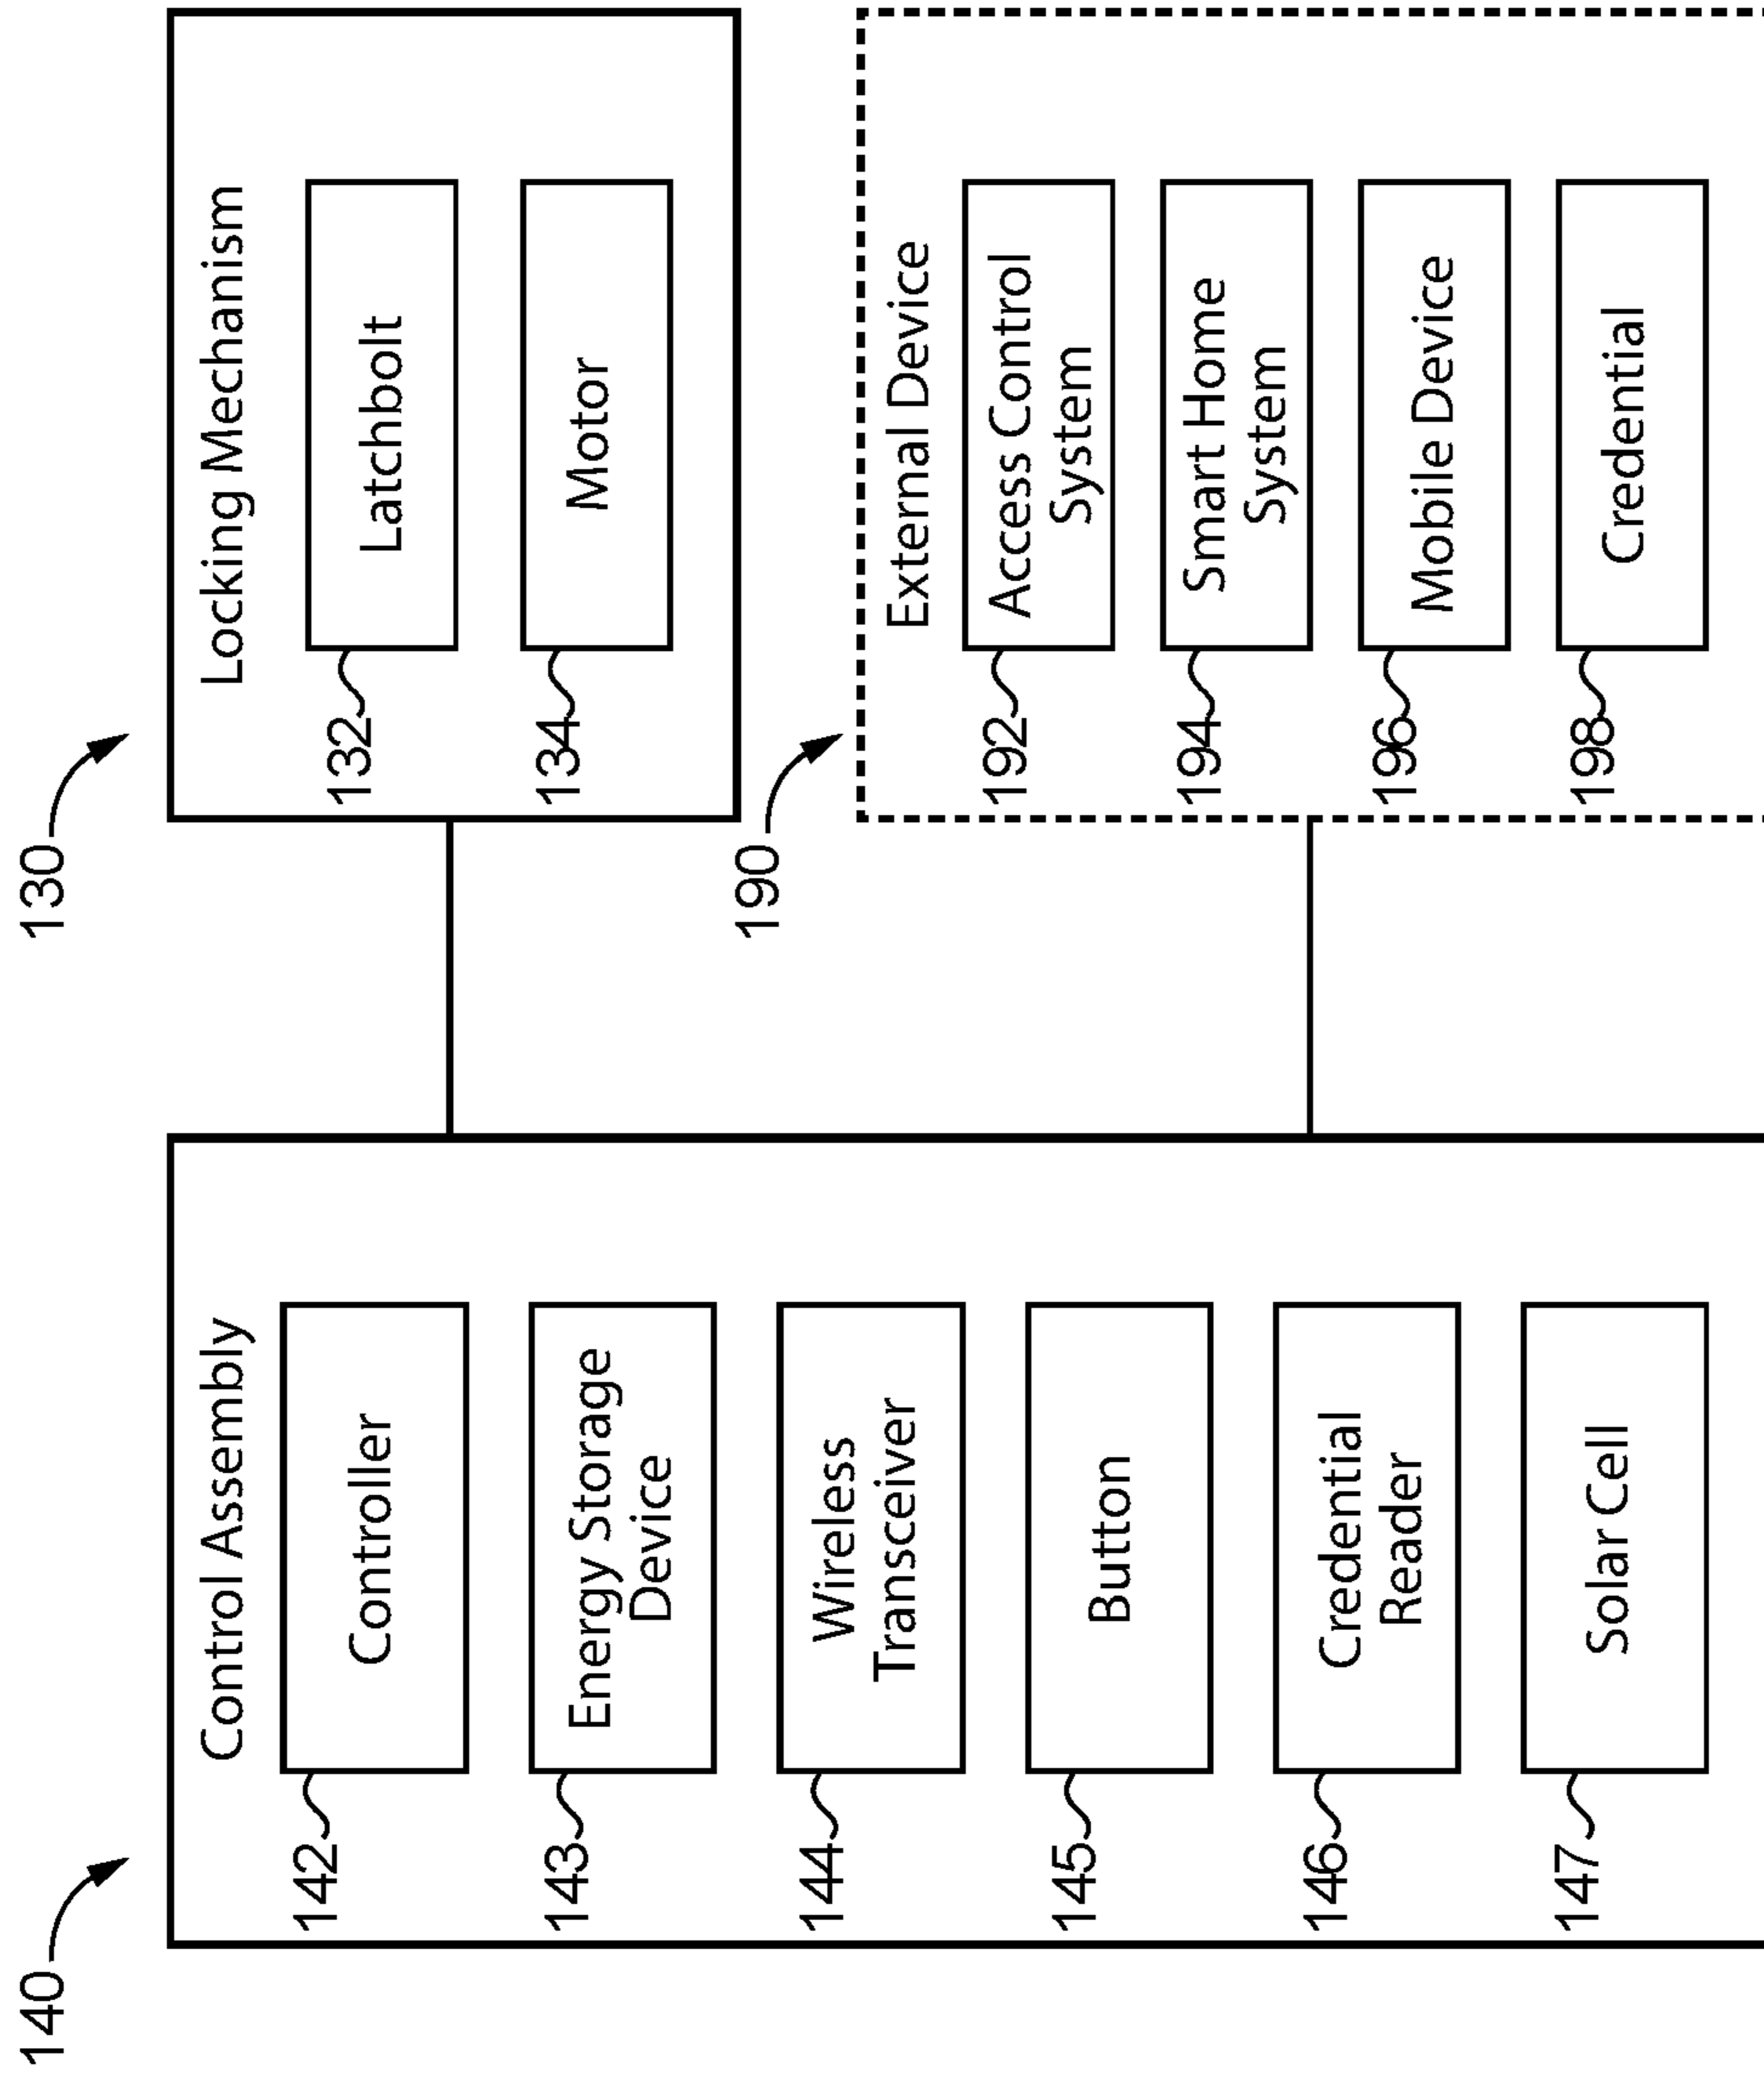 140
Control Assembly
142
Controller
143
Energy Storage
Device
144
Wireless
Transceiver
145
Button
146
Credential
Reader
147
Solar Cell
130
Locking Mechanism
132
Latchbolt
134
Motor
190
External Device
192
Access Control
System
194
Smart Home
System
196
Mobile Device
198
Credential